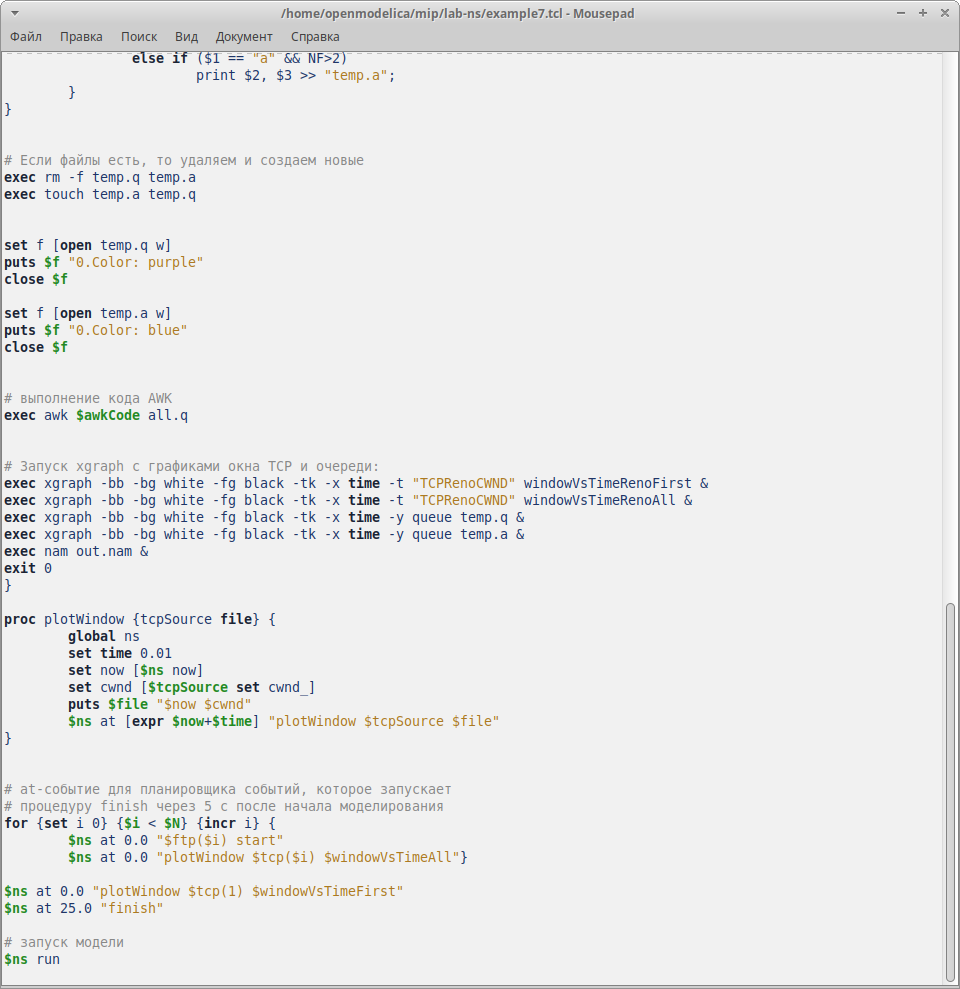 /home/openmodelica/mip/lab-ns/example7.tcl - Mousepad
Файл Правка Поиск Вид Документ Справка
                else if ($1 == "a" && NF>2)
                        print $2, $3 >> "temp.a";
        }
}
# Если файлы есть, то удаляем и создаем новые
exec rm -f temp.q temp.a
exec touch temp.a temp.q
set f [open temp.q w]
puts $f "0.Color: purple"
close $f
set f [open temp.a w]
puts $f "0.Color: blue"
close $f
# выполнение кода AWK
exec awk $awkCode all.q
# Запуск xgraph с графиками окна TCP и очереди:
exec xgraph -bb -bg white -fg black -tk -x time -t "TCPRenoCWND" windowVsTimeRenoFirst &
exec xgraph -bb -bg white -fg black -tk -x time -t "TCPRenoCWND" windowVsTimeRenoAll &
exec xgraph -bb -bg white -fg black -tk -x time -y queue temp.q &
exec xgraph -bb -bg white -fg black -tk -x time -y queue temp.a &
exec nam out.nam &
exit 0
}
proc plotWindow {tcpSource file} {
        global ns
        set time 0.01
        set now [$ns now]
        set cwnd [$tcpSource set cwnd_]
        puts $file "$now $cwnd"
        $ns at [expr $now+$time] "plotWindow $tcpSource $file"
}
# at-событие для планировщика событий, которое запускает
# процедуру finish через 5 с после начала моделирования
for {set i 0} {$i < $N} {incr i} {
        $ns at 0.0 "$ftp($i) start"
        $ns at 0.0 "plotWindow $tcp($i) $windowVsTimeAll"}
$ns at 0.0 "plotWindow $tcp(1) $windowVsTimeFirst"
$ns at 25.0 "finish"
# запуск модели
$ns run